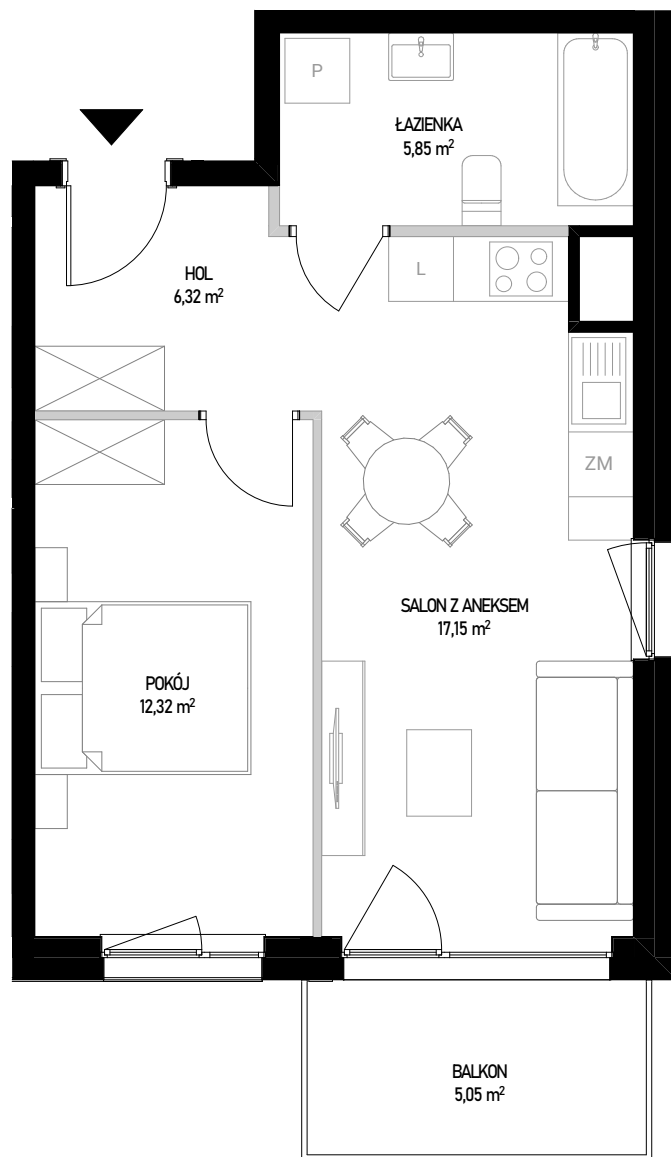 P
ŁAZIENKA
5,85 m²
HOL
6,32 m²
L
ZM
SALON Z ANEKSEM
17,15 m²
POKÓJ
12,32 m²
BALKON
5,05 m²